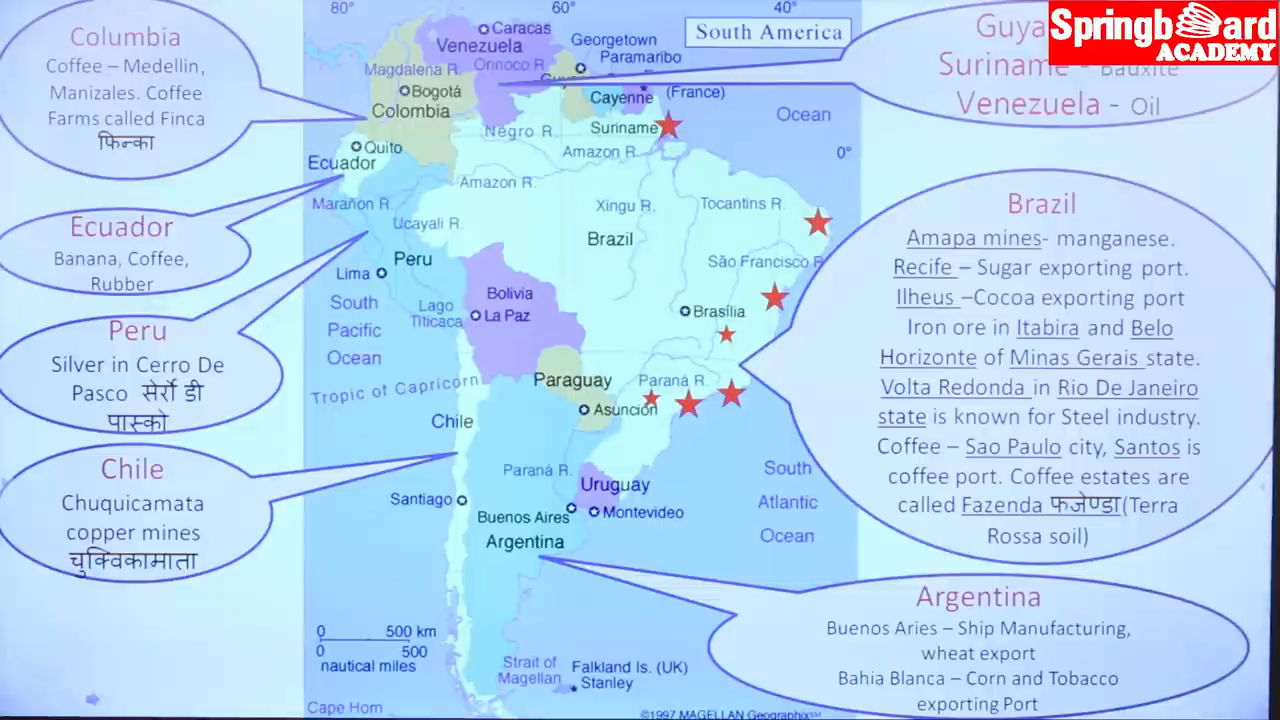 Columbia
Coffee – Medellin,
Manizales. Coffee
Farms called Finca
फिन्का
Ecuador
Banana, Coffee,
Rubber
Peru
Silver in Cerro De
Pasco सेर्रो डी
पास्को
Chile
Chuquicamata
copper mines
चुक्विकामाता
80°
60°
40°
South America
Caracas
Venezuela
Georgetown
Paramaribo
Magdalena R.
Orinoco R.
Bogotá
Colombia
Cayenne
(France)
Ocean
Negro R.
Suriname
Quito
Amazon R.
0°
Ecuador
Amazon R.
Marañon R.
Xingu R.
Tocantins R.
Ucayali R.
Brazil
Peru
São Francisco
Lima
Bolivia
South
Pacific
Ocean
Lago
Titicaca
La Paz
Brasília
Tropic of Capricorn
Paraguay
Paraná R.
Asunción
Chile
Paraná R.
South
Atlantic
Ocean
Uruguay
Santiago
Montevideo
Buenos Aires
Argentina
0 500 km
0 500
nautical miles
Strait of
Magellan
Falkland Is. (UK)
Stanley
Cape Horn
©1997 MAGELLAN Geographix℠
Springboard
ACADEMY
Guya
Suriname - Bauxite
Venezuela - Oil
Brazil
Amapa mines- manganese.
Recife – Sugar exporting port.
Ilheus –Cocoa exporting port
Iron ore in Itabira and Belo
Horizonte of Minas Gerais state.
Volta Redonda in Rio De Janeiro
state is known for Steel industry.
Coffee – Sao Paulo city, Santos is
coffee port. Coffee estates are
called Fazenda फजेण्डा(Terra
Rossa soil)
Argentina
Buenos Aries – Ship Manufacturing,
wheat export
Bahia Blanca – Corn and Tobacco
exporting Port